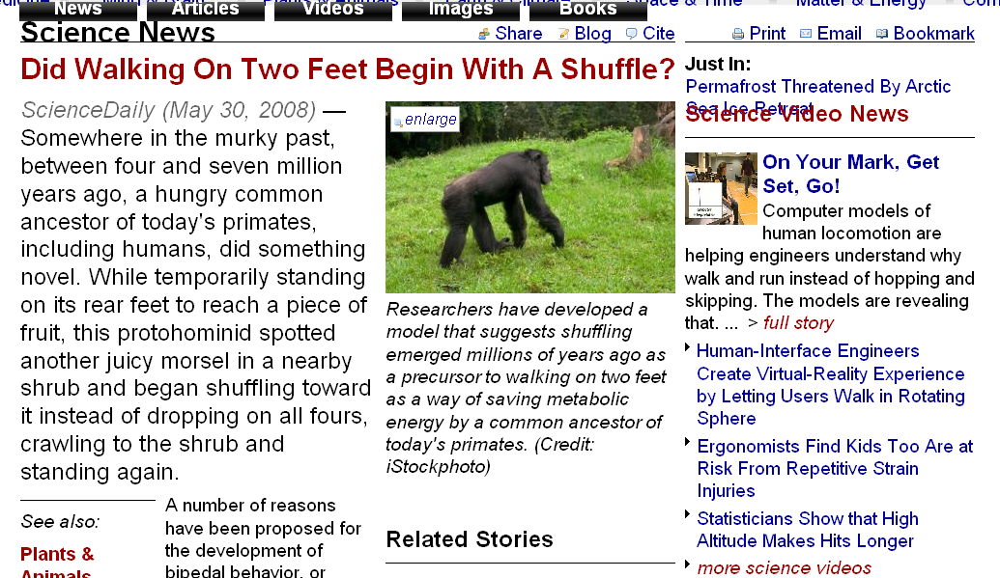 News
Articles
Videos
Images
Books
Science News
Share
Blog
Cite
Print
Email
Bookmark
Did Walking On Two Feet Begin With A Shuffle?
ScienceDaily (May 30, 2008) —
Somewhere in the murky past,
between four and seven million
years ago, a hungry common
ancestor of today's primates,
including humans, did something
novel. While temporarily standing
on its rear feet to reach a piece of
fruit, this protohominid spotted
another juicy morsel in a nearby
shrub and began shuffling toward
it instead of dropping on all fours,
crawling to the shrub and
standing again.
See also:
Plants &
Animals
A number of reasons
have been proposed for
the development of
bipedal behavior, or
enlarge
Researchers have developed a
model that suggests shuffling
emerged millions of years ago as
a precursor to walking on two feet
as a way of saving metabolic
energy by a common ancestor of
today's primates. (Credit:
iStockphoto)
Related Stories
Just In:
Permafrost Threatened By Arctic
Sea Ice Retreat
Science Video News
On Your Mark, Get
Set, Go!
Computer models of
human locomotion are
helping engineers understand why
walk and run instead of hopping and
skipping. The models are revealing
that. ... > full story
Human-Interface Engineers
Create Virtual-Reality Experience
by Letting Users Walk in Rotating
Sphere
Ergonomists Find Kids Too Are at
Risk From Repetitive Strain
Injuries
Statisticians Show that High
Altitude Makes Hits Longer
more science videos